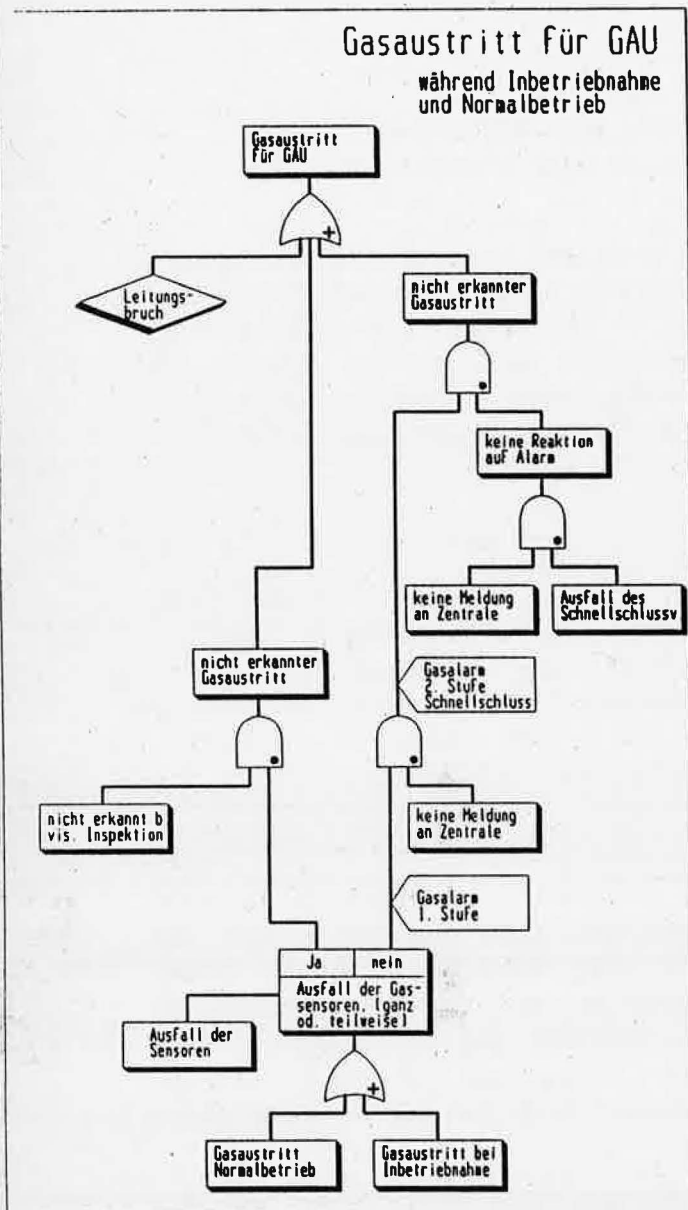 Gasaustritt für GAU
während Inbetriebnahme
und Normalbetrieb
Gasaustritt
für GAU
+
Leitungs-
bruch
nicht erkannter
Gasaustritt
keine Reaktion
auf Alarm
keine Meldung
an Zentrale
Ausfall des
Schnellschlussv
nicht erkannter
Gasaustritt
Gasalarm
2. Stufe
Schnellschluss
nicht erkannt b
vis. Inspektion
keine Meldung
an Zentrale
Gasalarm
1. Stufe
Ja nein
Ausfall der Gas-
sensoren, (ganz
od. teilweise)
Ausfall der
Sensoren
+
Gasaustritt
Normalbetrieb
Gasaustritt bei
Inbetriebnahme